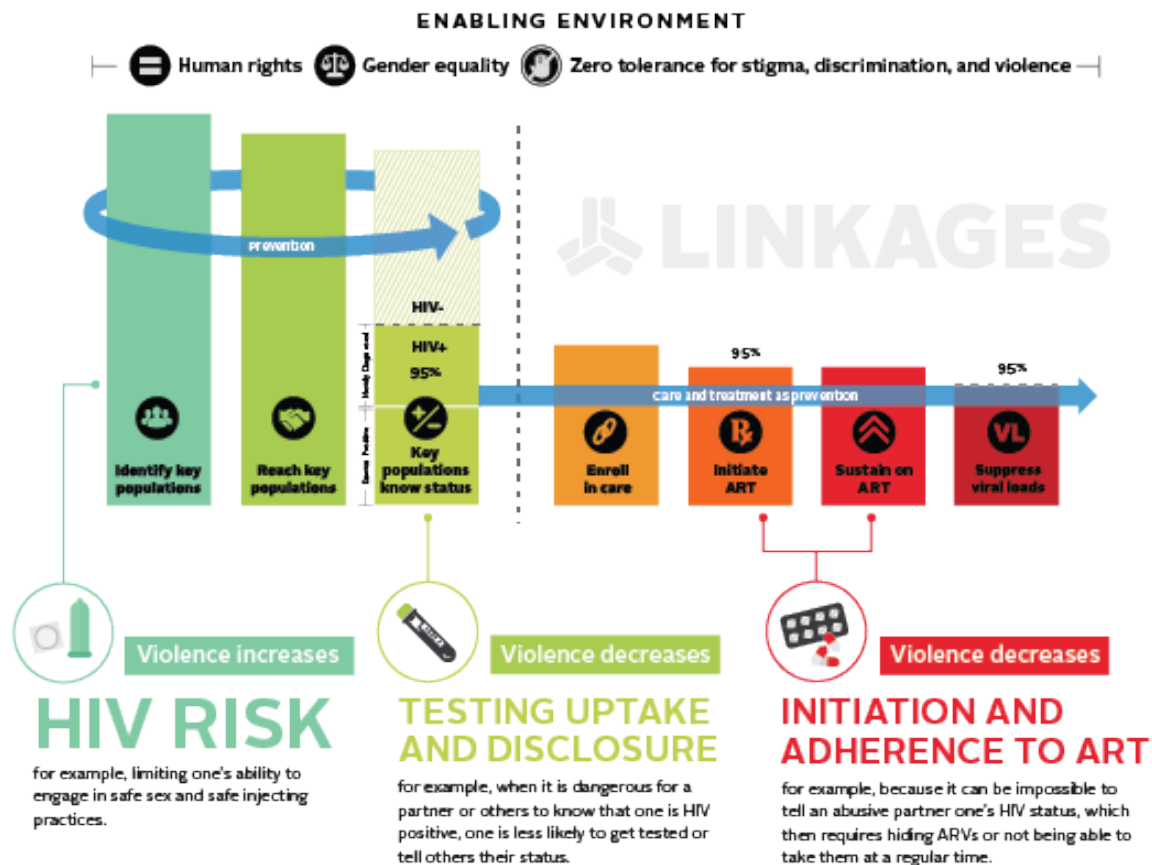 ENABLING ENVIRONMENT
Human rights Gender equality Zero tolerance for stigma, discrimination, and violence
LINKAGES
prevention
HIV-
HIV+
95%
Newly Diagnosed
Known Positive
95%
95%
care and treatment as prevention
Identify key
populations
Reach key
populations
Key
populations
know status
Enroll
in care
Rx
Initiate
ART
Sustain on
ART
VL
Suppress
viral loads
Violence increases
HIV RISK
for example, limiting one's ability to
engage in safe sex and safe injecting
practices.
Violence decreases
TESTING UPTAKE
AND DISCLOSURE
for example, when it is dangerous for a
partner or others to know that one is HIV
positive, one is less likely to get tested or
tell others their status.
Violence decreases
INITIATION AND
ADHERENCE TO ART
for example, because it can be impossible to
tell an abusive partner one's HIV status, which
then requires hiding ARVs or not being able to
take them at a regular time.